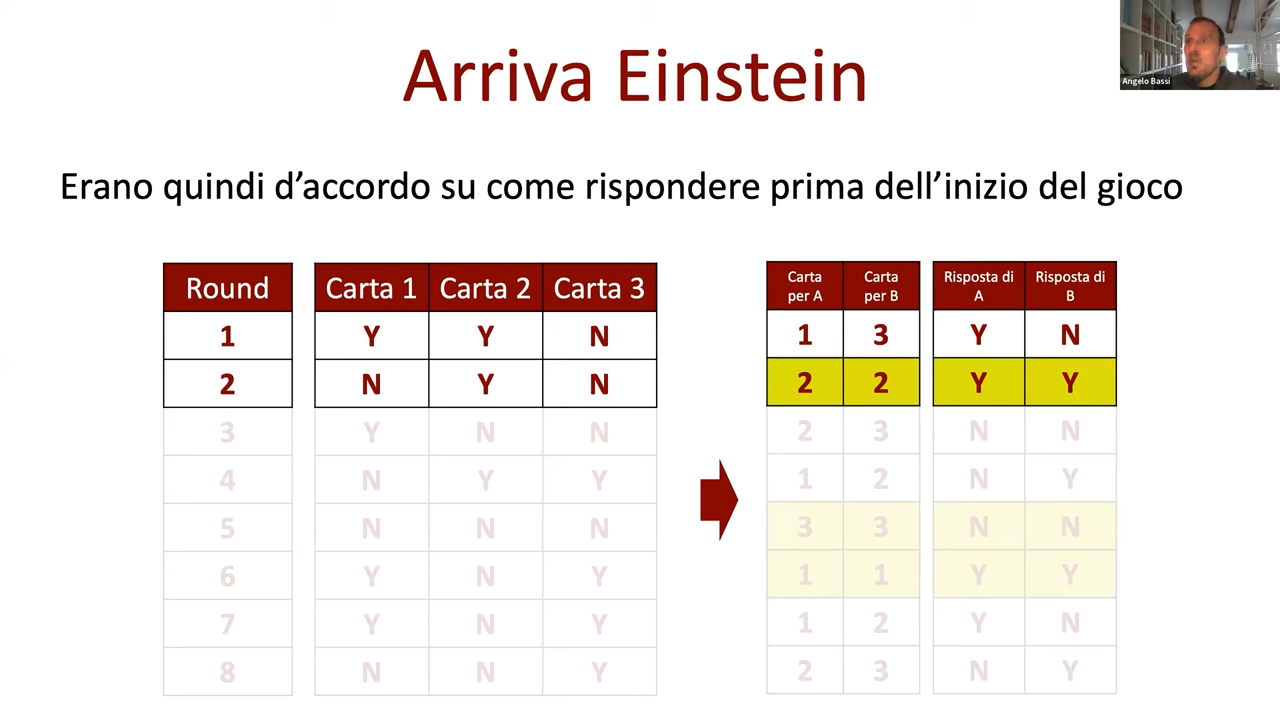 Arriva Einstein
Angelo Bassi
Erano quindi d’accordo su come rispondere prima dell’inizio del gioco
Round Carta 1 Carta 2 Carta 3
1 Y Y N
2 N Y N
3 Y N N
4 N Y Y
5 N N N
6 Y N Y
7 Y N Y
8 N N Y
Carta per A Carta per B Risposta di A Risposta di B
1 3 Y N
2 2 Y Y
2 3 N N
1 2 N Y
3 3 N N
1 1 Y Y
1 2 Y N
2 3 N Y